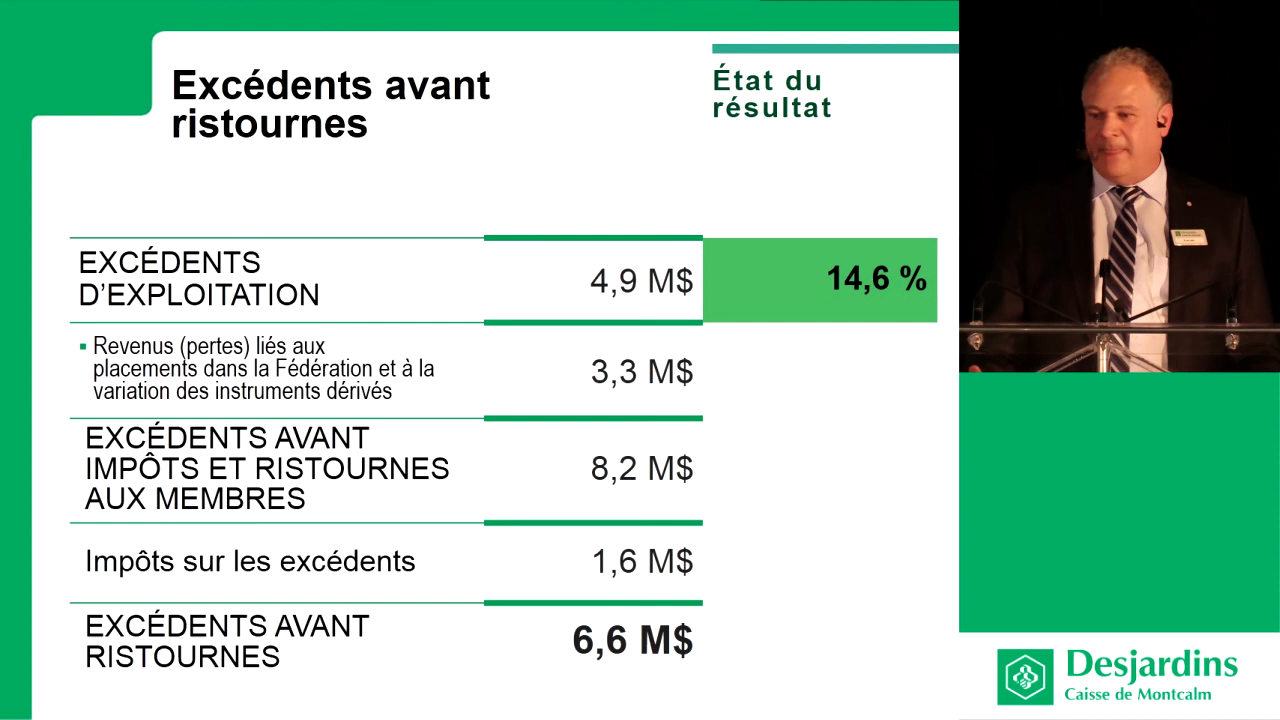 Excédents avant
ristournes
État du
résultat
EXCÉDENTS
D'EXPLOITATION
4,9 M$
14,6 %
Revenus (pertes) liés aux
placements dans la Fédération et à la
variation des instruments dérivés
3,3 M$
EXCÉDENTS AVANT
IMPÔTS ET RISTOURNES
AUX MEMBRES
8,2 M$
Impôts sur les excédents
1,6 M$
EXCÉDENTS AVANT
RISTOURNES
6,6 M$
Desjardins
Caisse de Montcalm